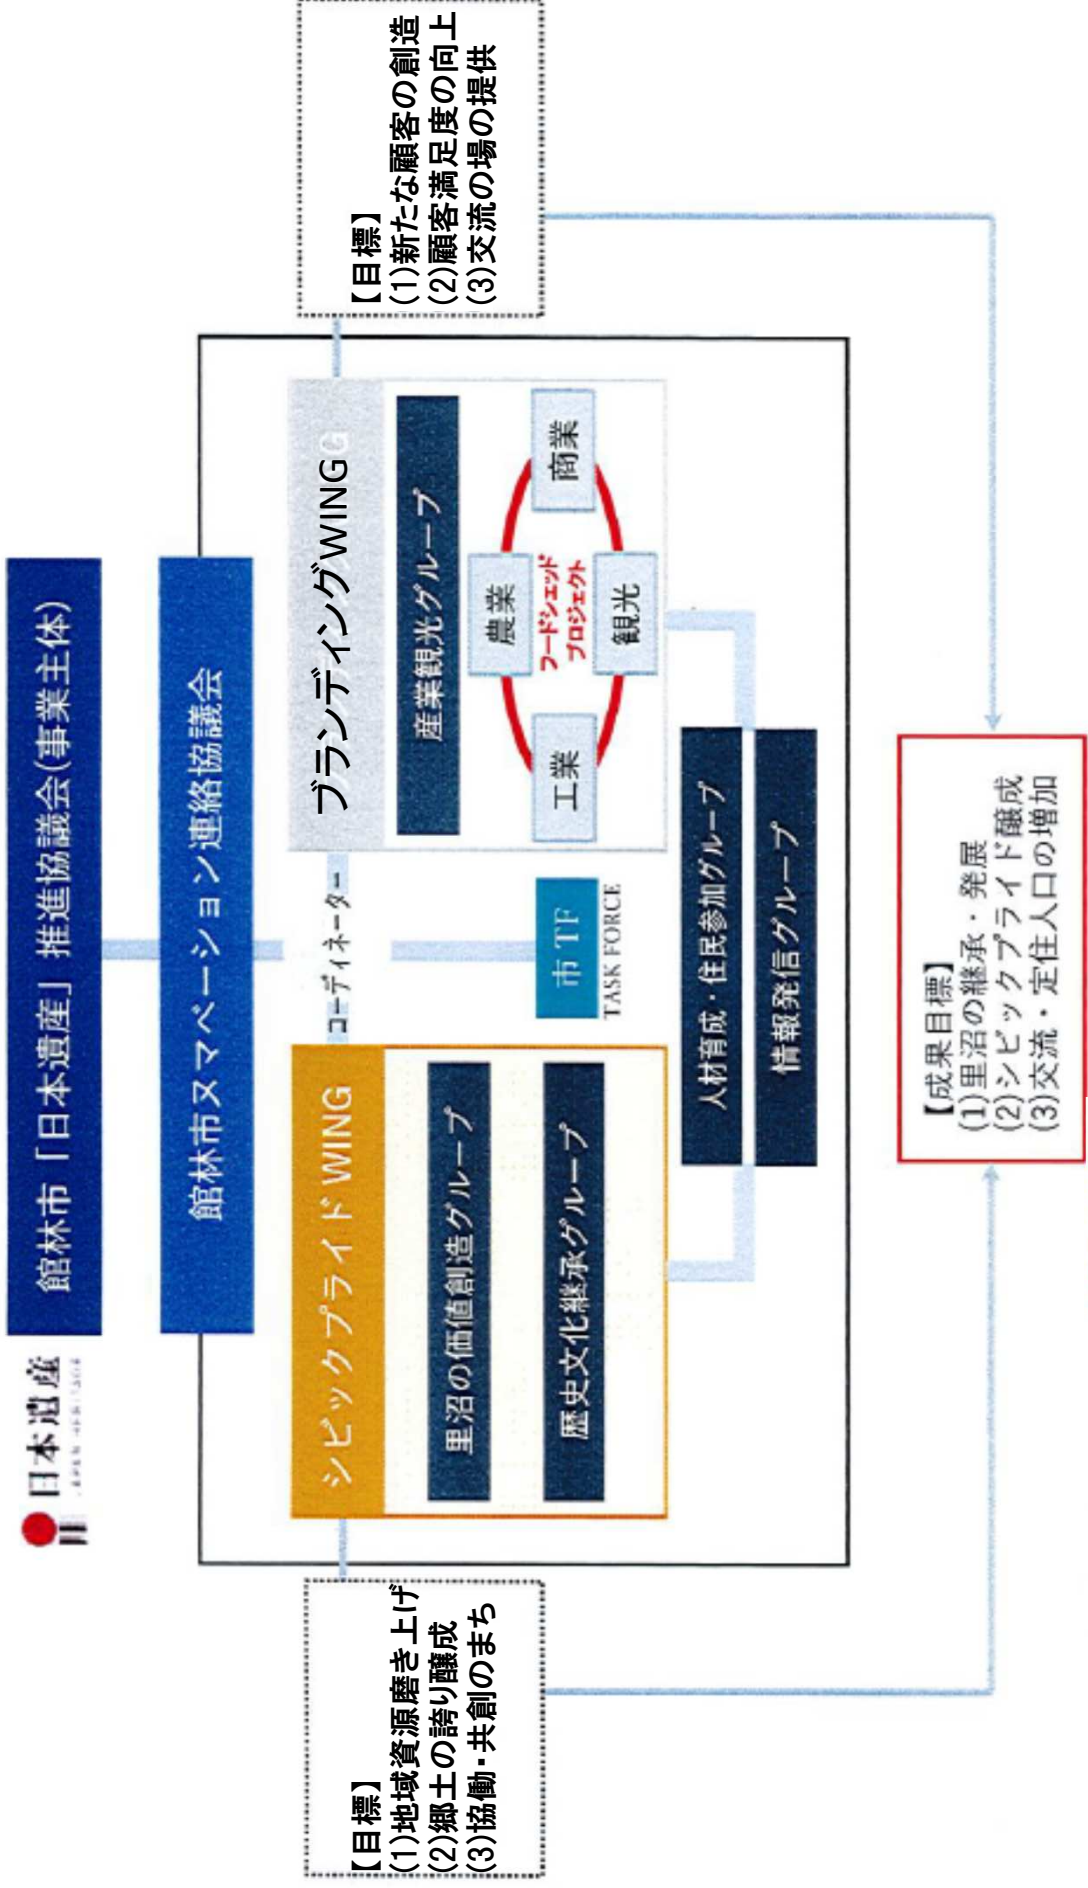 日本遺産
館林市「日本遺産」推進協議会(事業主体)
館林市ヌマベーション連絡協議会
【目標】
(1)地域資源磨き上げ
(2)郷土の誇り醸成
(3)協働・共創のまち
シビックプライドWING
里沼の価値創造グループ
歴史文化継承グループ
コーディネーター
市TF
TASK FORCE
ブランディングWING
産業観光グループ
農業
工業
フードシェッド
プロジェクト
商業
観光
【目標】
(1)新たな顧客の創造
(2)顧客満足度の向上
(3)交流の場の提供
人材育成・住民参加グループ
情報発信グループ
【成果目標】
(1)里沼の継承・発展
(2)シビックプライド醸成
(3)交流・定住人口の増加